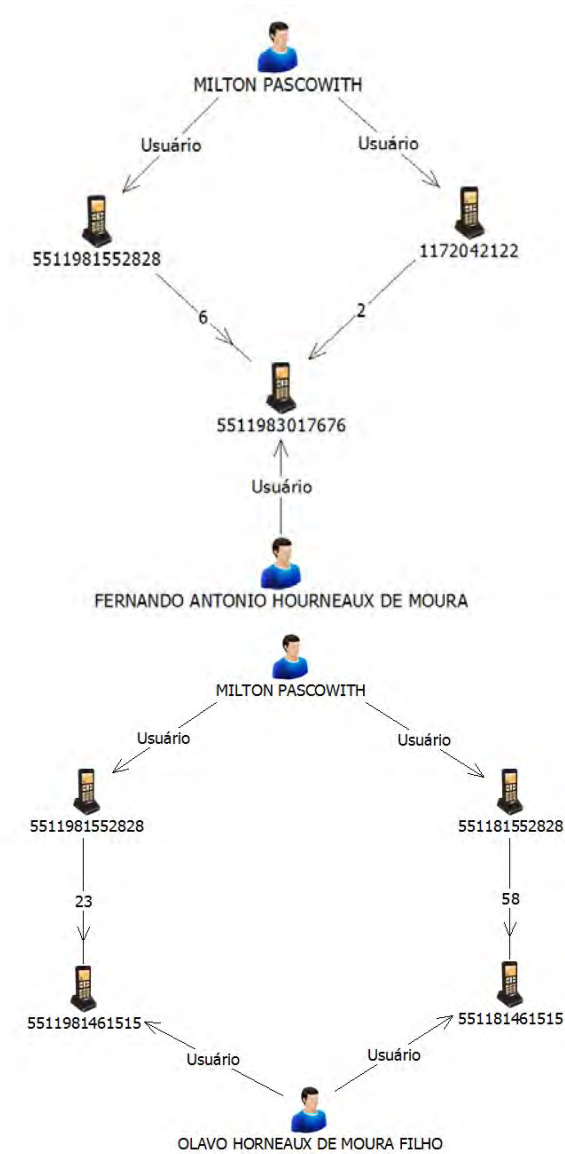 MILTON PASCOWITH
Usuário
Usuário
5511981552828
1172042122
6
2
5511983017676
Usuário
FERNANDO ANTONIO HOURNEAUX DE MOURA
MILTON PASCOWITH
Usuário
Usuário
5511981552828
551181552828
23
58
5511981461515
551181461515
Usuário
Usuário
OLAVO HORNEAUX DE MOURA FILHO